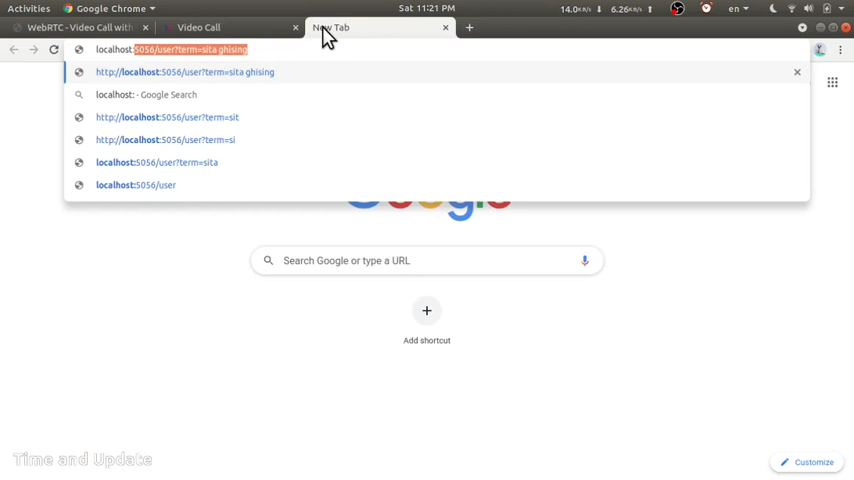 Activities Google Chrome Sat 11:21 PM 14.0KB/s 6.26KB/s en
WebRTC - Video Call with Video Call New Tab
localhost:5056/user?term=sita ghising
http://localhost:5056/user?term=sita ghising
localhost: - Google Search
http://localhost:5056/user?term=sit
http://localhost:5056/user?term=si
localhost:5056/user?term=sita
localhost:5056/user
Search Google or type a URL
Add shortcut
Time and Update
Customize